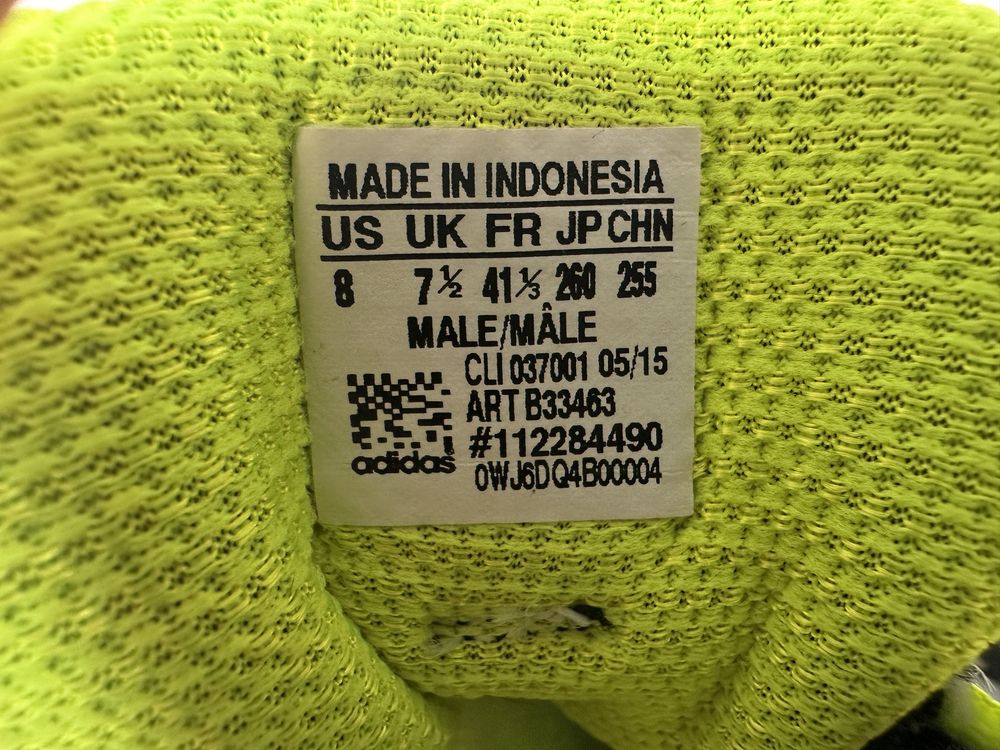 MADE IN INDONESIA
US UK FR JP CHN
8 7½ 41⅓ 260 255
MALE/MÂLE
CLI 037001 05/15
ART B33463
#112284490
adidas
0WJ6DQ4B00004